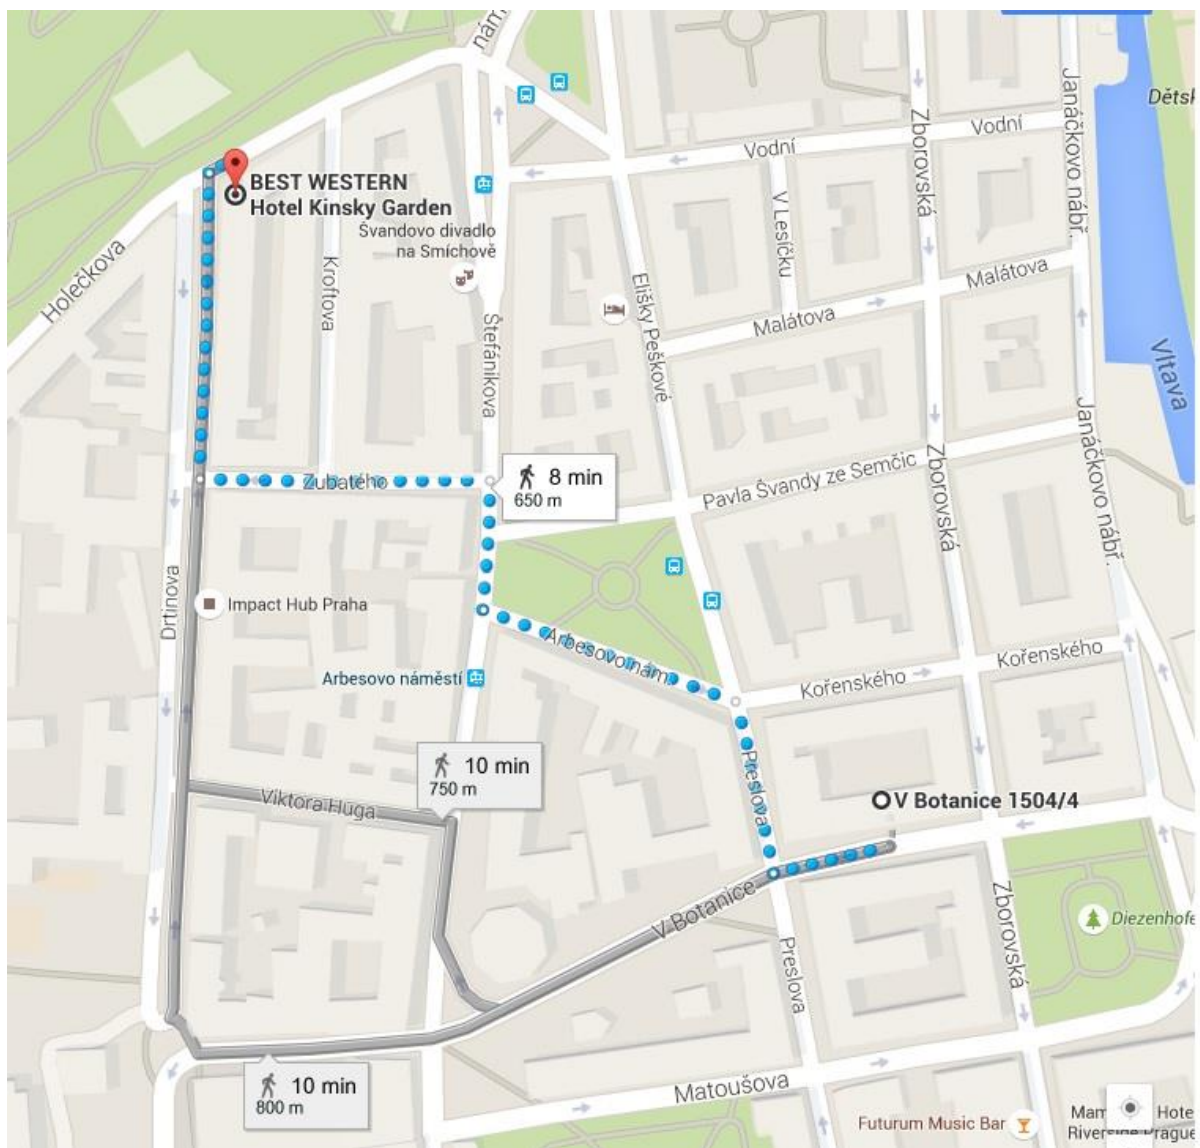 nám
Dětsk
Vodní
Vodní
Janáčkovo nábř.
Zborovská
BEST WESTERN
Hotel Kinsky Garden
Švandovo divadlo
na Smíchově
V Lesíčku
Holečkova
Kroftova
Štefánikova
Elišky Peškové
Malátova
Malátova
Vltava
Janáčkovo nábř.
Zborovská
Zubatého
8 min
650 m
Pavla Švandy ze Semčic
Drtinova
Impact Hub Praha
Arbesovo nám.
Arbesovo náměstí
Kořenského
Kořenského
10 min
750 m
Preslova
Viktora Huga
V Botanice 1504/4
V Botanice
Zborovská
Diezenhofe
Preslova
10 min
800 m
Matoušova
Futurum Music Bar
Mam
Hote
Riverside Prague